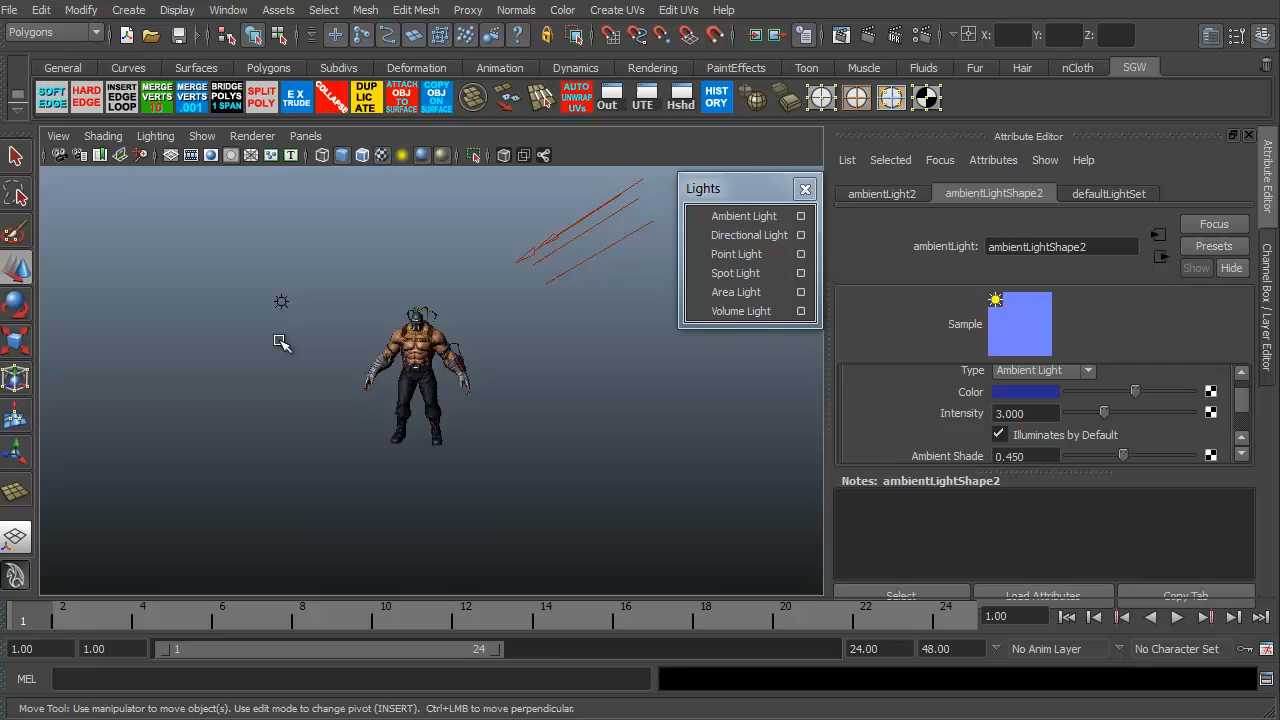 File Edit Modify Create Display Window Assets Select Mesh Edit Mesh Proxy Normals Color Create UVs Edit UVs Help
Polygons X: Y: Z:
General Curves Surfaces Polygons Subdivs Deformation Animation Dynamics Rendering PaintEffects Toon Muscle Fluids Fur Hair nCloth SGW
SOFT EDGE HARD EDGE INSERT EDGE LOOP MERGE VERTS 10 MERGE VERTS .001 BRIDGE POLYS 1 SPAN SPLIT POLY EX TRUDE COLLAPSE DUP LIC ATE ATTACH OBJ TO SURFACE COPY OBJ ON SURFACE AUTO UNWRAP UVs Out UTE Hshd HIST ORY
View Shading Lighting Show Renderer Panels
Attribute Editor
List Selected Focus Attributes Show Help
Lights
Ambient Light
Directional Light
Point Light
Spot Light
Area Light
Volume Light
ambientLight2 ambientLightShape2 defaultLightSet
Focus
ambientLight: ambientLightShape2 Presets
Show Hide
Sample
Type Ambient Light
Color
Intensity 3.000
Illuminates by Default
Ambient Shade 0.450
Notes: ambientLightShape2
Select Load Attributes Copy Tab
Attribute Editor
Channel Box / Layer Editor
1 2 4 6 8 10 12 14 16 18 20 22 24 1.00
1.00 1.00 1 24 24.00 48.00 No Anim Layer No Character Set
MEL
Move Tool: Use manipulator to move object(s). Use edit mode to change pivot (INSERT). Ctrl+LMB to move perpendicular.